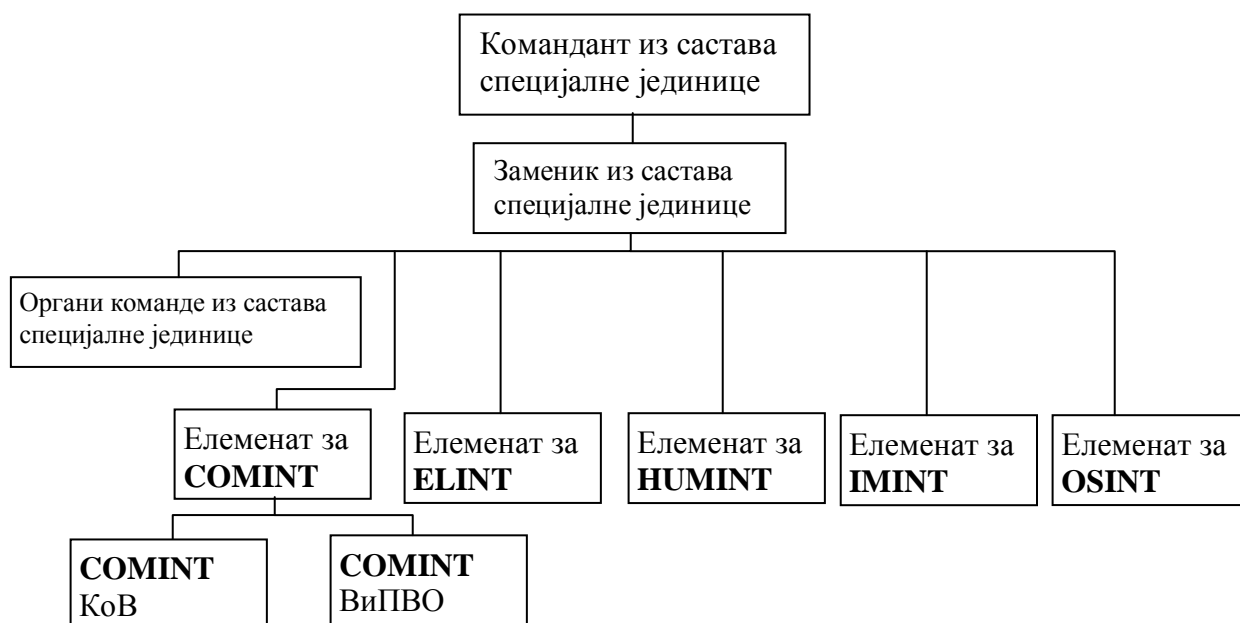 Командант из састава
специјалне јединице
Заменик из састава
специјалне јединице
Органи команде из састава
специјалне јединице
Елеменат за
COMINT
Елеменат за
ELINT
Елеменат за
HUMINT
Елеменат за
IMINT
Елеменат за
OSINT
COMINT
КоВ
COMINT
ВиПВО